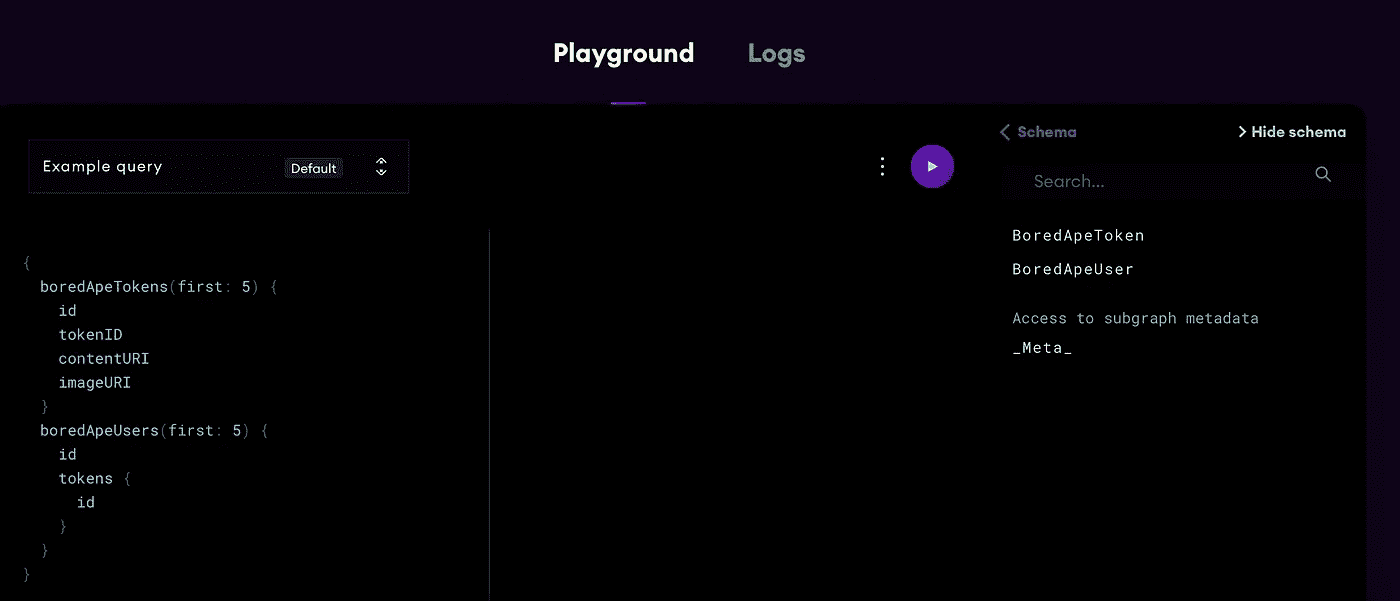 Playground Logs
Example query Default
{
  boredApeTokens(first: 5) {
    id
    tokenID
    contentURI
    imageURI
  }
  boredApeUsers(first: 5) {
    id
    tokens {
      id
    }
  }
}
Schema Hide schema
Search...
BoredApeToken
BoredApeUser
Access to subgraph metadata
_Meta_